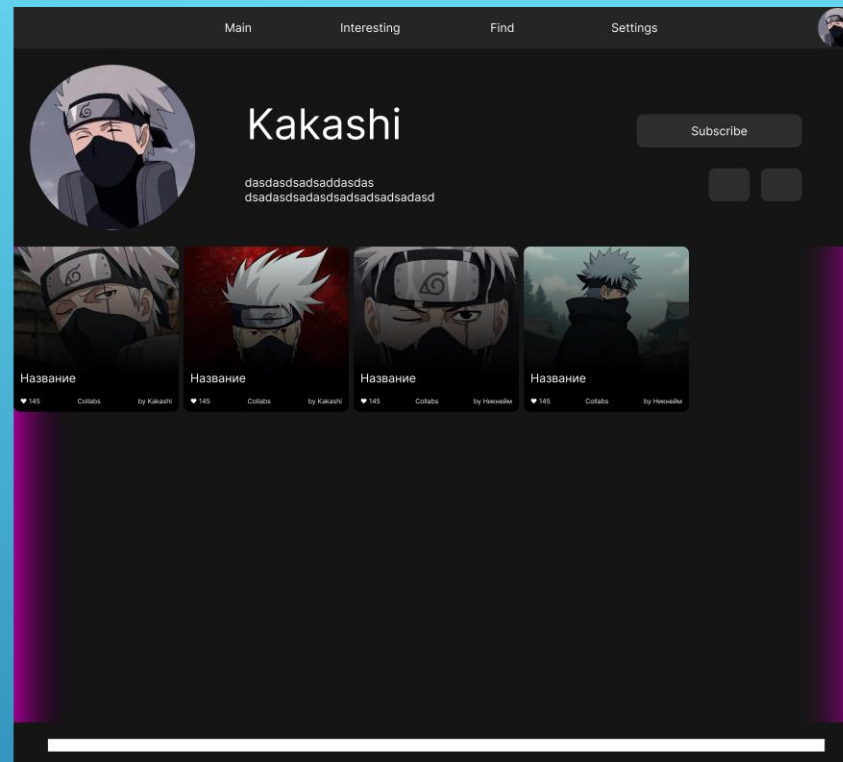 Main Interesting Find Settings
Kakashi
Subscribe
dasdasdsadsaddasdas
dsadasdsadasdsadsadsadsadasd
Название Название Название Название
145 Collabs by Kakashi 145 Collabs by Kakashi 145 Collabs by Никнейм 145 Collabs by Никнейм